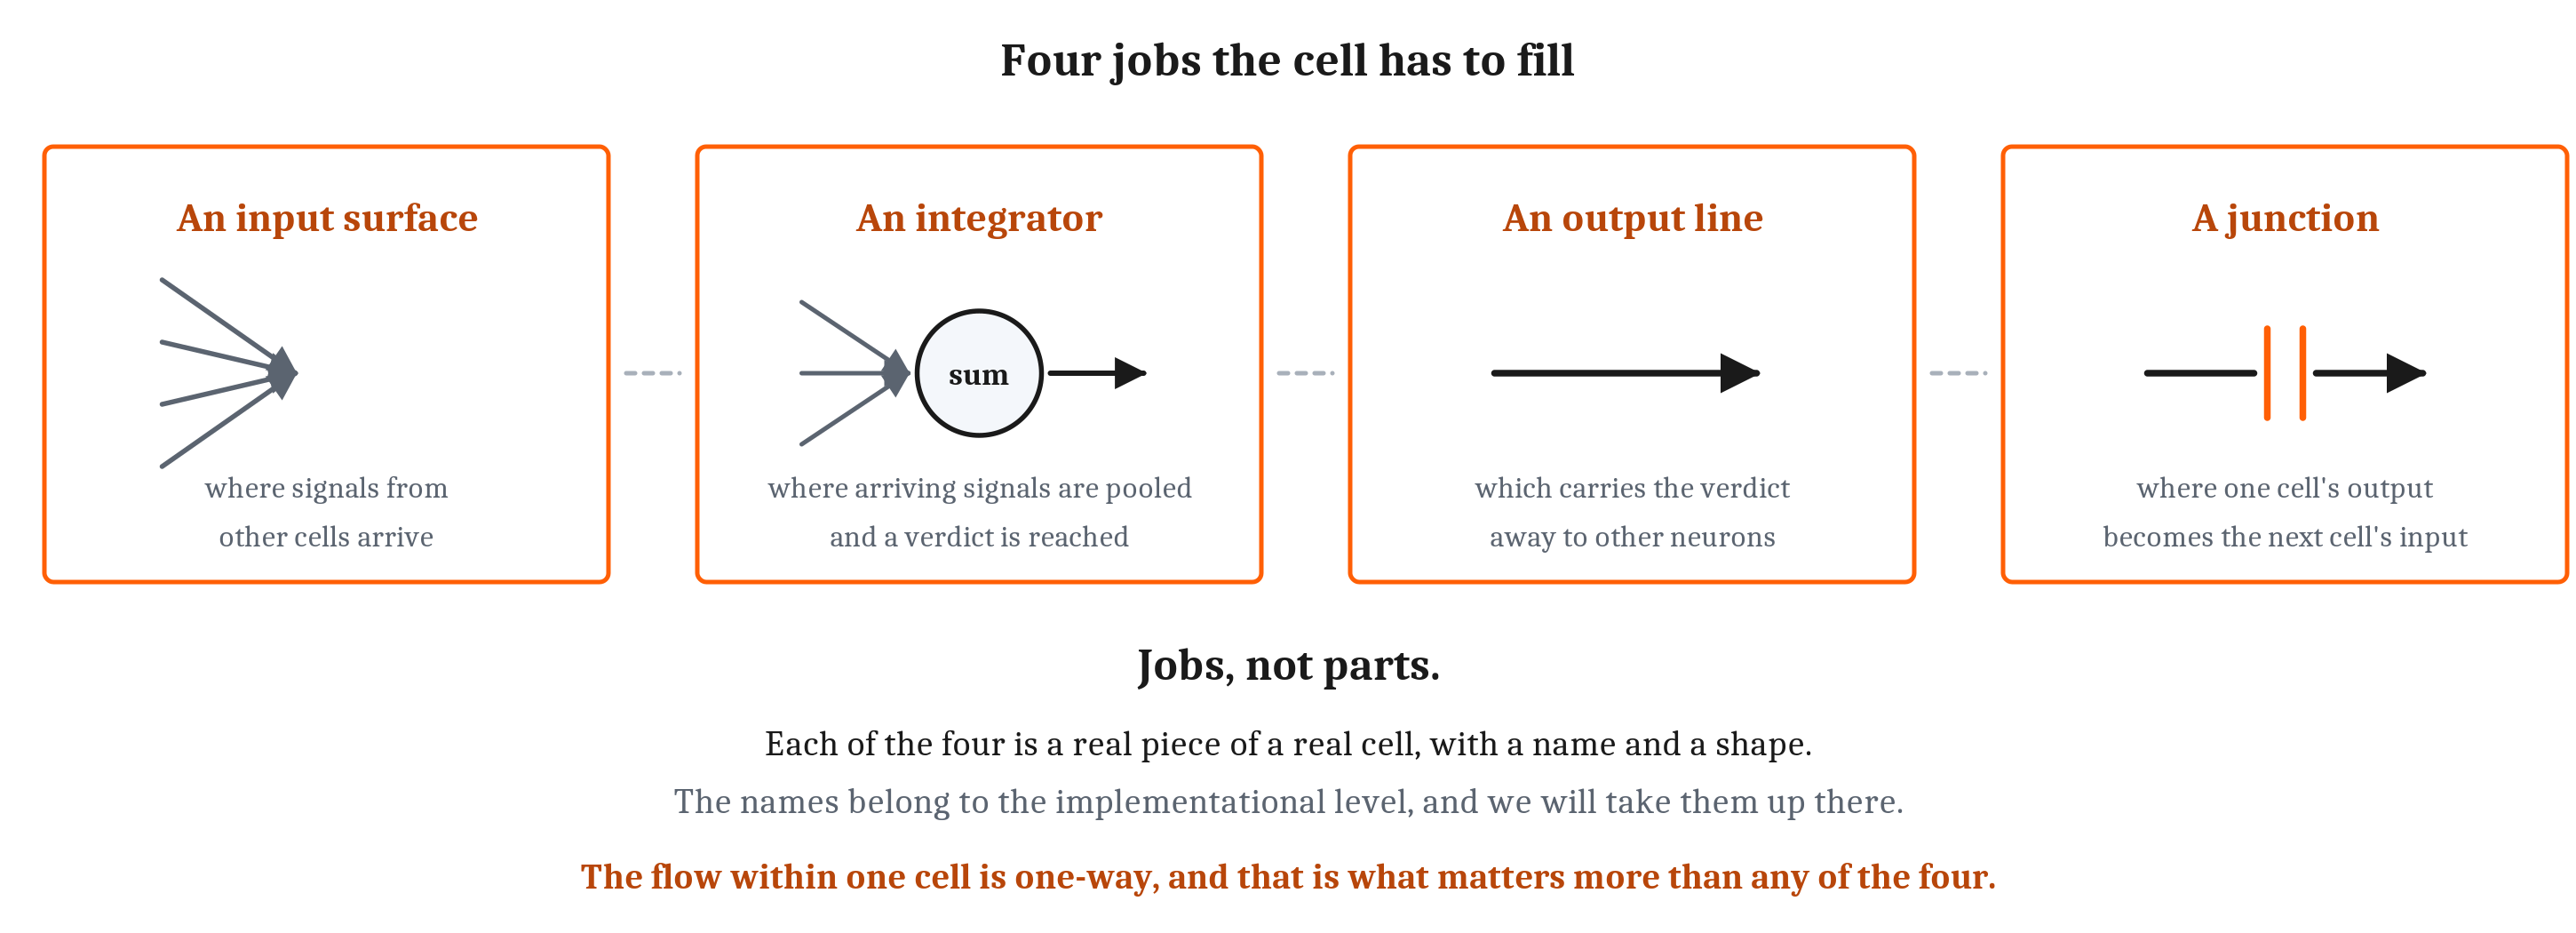 Four jobs the cell has to fill
An input surface
where signals from
other cells arrive
An integrator
sum
where arriving signals are pooled
and a verdict is reached
An output line
which carries the verdict
away to other neurons
A junction
where one cell's output
becomes the next cell's input
Jobs, not parts.
Each of the four is a real piece of a real cell, with a name and a shape.
The names belong to the implementational level, and we will take them up there.
The flow within one cell is one-way, and that is what matters more than any of the four.